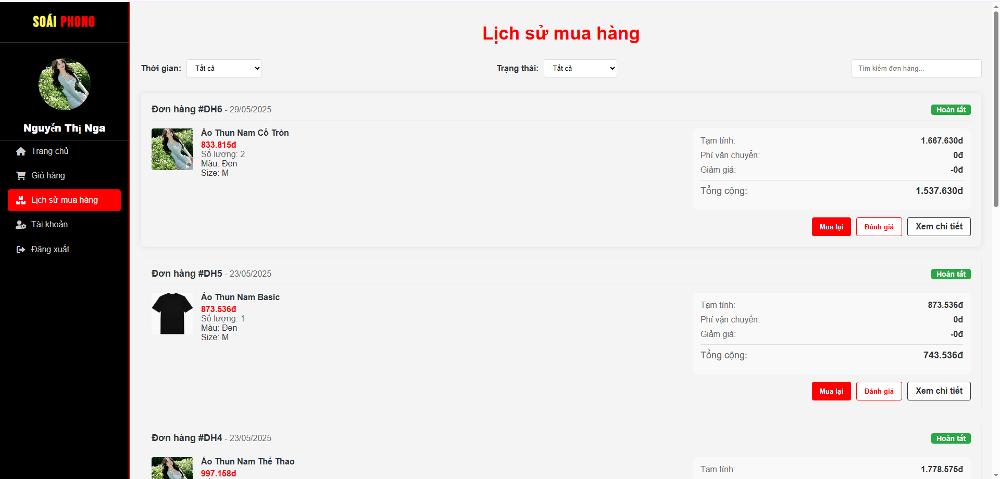 SOÁI PHONG
Nguyễn Thị Nga
Trang chủ
Giỏ hàng
Lịch sử mua hàng
Tài khoản
Đăng xuất
Lịch sử mua hàng
Thời gian: Tất cả
Trạng thái: Tất cả
Tìm kiếm đơn hàng...
Đơn hàng #DH6 - 29/05/2025
Hoàn tất
Áo Thun Nam Cổ Tròn
833.815đ
Số lượng: 2
Màu: Đen
Size: M
Tạm tính: 1.667.630đ
Phí vận chuyển: 0đ
Giảm giá: -0đ
Tổng cộng: 1.537.630đ
Mua lại Đánh giá Xem chi tiết
Đơn hàng #DH5 - 23/05/2025
Hoàn tất
Áo Thun Nam Basic
873.536đ
Số lượng: 1
Màu: Đen
Size: M
Tạm tính: 873.536đ
Phí vận chuyển: 0đ
Giảm giá: -0đ
Tổng cộng: 743.536đ
Mua lại Đánh giá Xem chi tiết
Đơn hàng #DH4 - 23/05/2025
Hoàn tất
Áo Thun Nam Thể Thao
997.158đ
Tạm tính: 1.778.575đ